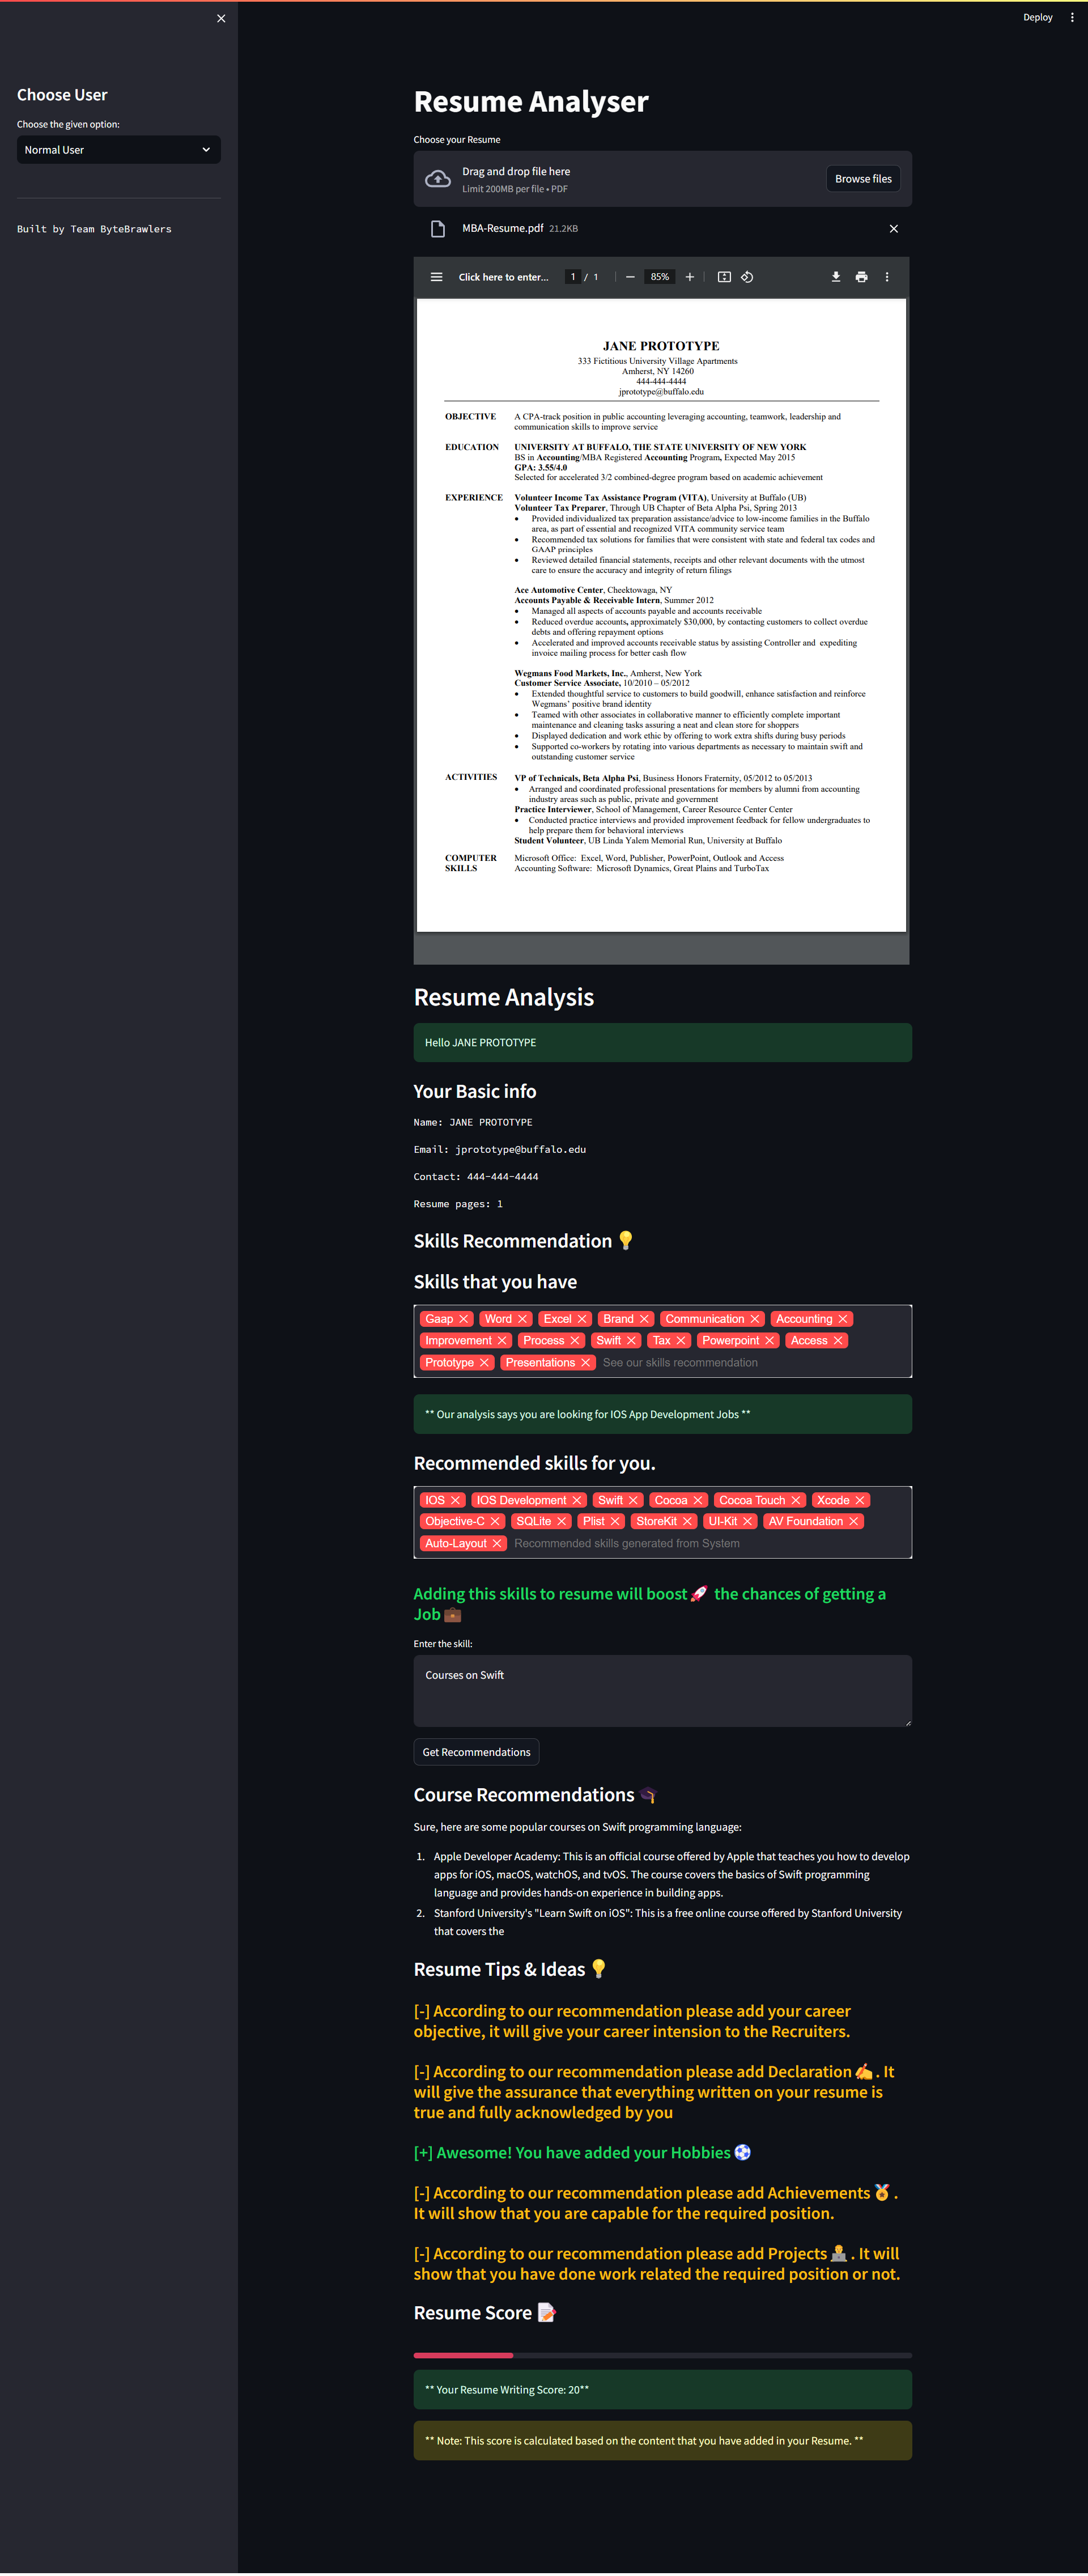 Deploy
Choose User
Choose the given option:
Normal User
Built by Team ByteBrawlers
Resume Analyser
Choose your Resume
Drag and drop file here
Limit 200MB per file • PDF
Browse files
MBA-Resume.pdf 21.2KB
Click here to enter... 1 / 1 85%
JANE PROTOTYPE
333 Fictitious University Village Apartments
Amherst, NY 14260
444-444-4444
jprototype@buffalo.edu
OBJECTIVE A CPA-track position in public accounting leveraging accounting, teamwork, leadership and
communication skills to improve service
EDUCATION UNIVERSITY AT BUFFALO, THE STATE UNIVERSITY OF NEW YORK
BS in Accounting/MBA Registered Accounting Program, Expected May 2015
GPA: 3.55/4.0
Selected for accelerated 3/2 combined-degree program based on academic achievement
EXPERIENCE Volunteer Income Tax Assistance Program (VITA), University at Buffalo (UB)
Volunteer Tax Preparer, Through UB Chapter of Beta Alpha Psi, Spring 2013
• Provided individualized tax preparation assistance/advice to low-income families in the Buffalo
area, as part of essential and recognized VITA community service team
• Recommended tax solutions for families that were consistent with state and federal tax codes and
GAAP principles
• Reviewed detailed financial statements, receipts and other relevant documents with the utmost
care to ensure the accuracy and integrity of return filings
Ace Automotive Center, Cheektowaga, NY
Accounts Payable & Receivable Intern, Summer 2012
• Managed all aspects of accounts payable and accounts receivable
• Reduced overdue accounts, approximately $30,000, by contacting customers to collect overdue
debts and offering repayment options
• Accelerated and improved accounts receivable status by assisting Controller and expediting
invoice mailing process for better cash flow
Wegmans Food Markets, Inc., Amherst, New York
Customer Service Associate, 10/2010 – 05/2012
• Extended thoughtful service to customers to build goodwill, enhance satisfaction and reinforce
Wegmans' positive brand identity
• Teamed with other associates in collaborative manner to efficiently complete important
maintenance and cleaning tasks assuring a neat and clean store for shoppers
• Displayed dedication and work ethic by offering to work extra shifts during busy periods
• Supported co-workers by rotating into various departments as necessary to maintain swift and
outstanding customer service
ACTIVITIES VP of Technicals, Beta Alpha Psi, Business Honors Fraternity, 05/2012 to 05/2013
• Arranged and coordinated professional presentations for members by alumni from accounting
industry areas such as public, private and government
Practice Interviewer, School of Management, Career Resource Center Center
• Conducted practice interviews and provided improvement feedback for fellow undergraduates to
help prepare them for behavioral interviews
Student Volunteer, UB Linda Yalem Memorial Run, University at Buffalo
COMPUTER Microsoft Office: Excel, Word, Publisher, PowerPoint, Outlook and Access
SKILLS Accounting Software: Microsoft Dynamics, Great Plains and TurboTax
Resume Analysis
Hello JANE PROTOTYPE
Your Basic info
Name: JANE PROTOTYPE
Email: jprototype@buffalo.edu
Contact: 444-444-4444
Resume pages: 1
Skills Recommendation 💡
Skills that you have
Gaap Word Excel Brand Communication Accounting
Improvement Process Swift Tax Powerpoint Access
Prototype Presentations See our skills recommendation
** Our analysis says you are looking for IOS App Development Jobs **
Recommended skills for you.
IOS IOS Development Swift Cocoa Cocoa Touch Xcode
Objective-C SQLite Plist StoreKit UI-Kit AV Foundation
Auto-Layout Recommended skills generated from System
Adding this skills to resume will boost🚀 the chances of getting a
Job💼
Enter the skill:
Courses on Swift
Get Recommendations
Course Recommendations 🎓
Sure, here are some popular courses on Swift programming language:
1. Apple Developer Academy: This is an official course offered by Apple that teaches you how to develop
apps for iOS, macOS, watchOS, and tvOS. The course covers the basics of Swift programming
language and provides hands-on experience in building apps.
2. Stanford University's "Learn Swift on iOS": This is a free online course offered by Stanford University
that covers the
Resume Tips & Ideas 💡
[-] According to our recommendation please add your career
objective, it will give your career intension to the Recruiters.
[-] According to our recommendation please add Declaration✍. It
will give the assurance that everything written on your resume is
true and fully acknowledged by you
[+] Awesome! You have added your Hobbies⚽
[-] According to our recommendation please add Achievements🏅.
It will show that you are capable for the required position.
[-] According to our recommendation please add Projects👨‍💻. It will
show that you have done work related the required position or not.
Resume Score 📝
** Your Resume Writing Score: 20**
** Note: This score is calculated based on the content that you have added in your Resume. **